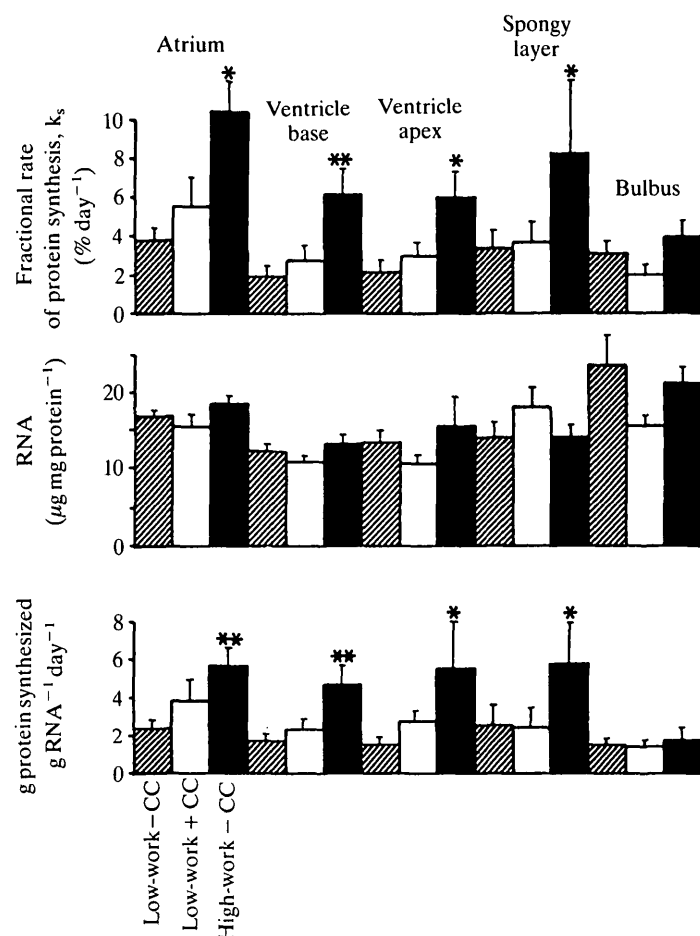 Spongy
layer
Atrium
*
*
Ventricle
base
Ventricle
apex
**
*
Bulbus
Fractional rate
of protein synthesis, ks
(% day−1)
10
8
6
4
2
0
RNA
(μg mg protein−1)
20
10
0
g protein synthesized
g RNA−1 day−1
8
6
4
2
0
**
**
*
*
Low-work − CC
Low-work + CC
High-work − CC